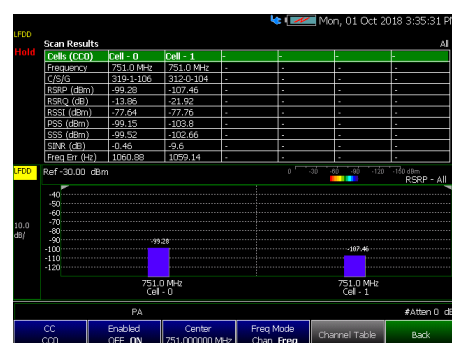 Mon, 01 Oct 2018 3:35:31 P
LFDD
Hold
Scan Results All
Cells (CC0) Cell - 0 Cell - 1 - - - -
Frequency 751.0 MHz 751.0 MHz - - - -
C/S/G 319-1-106 312-0-104 - - - -
RSRP (dBm) -99.28 -107.46 - - - -
RSRQ (dB) -13.86 -21.92 - - - -
RSSI (dBm) -77.64 -77.76 - - - -
PSS (dBm) -99.15 -103.8 - - - -
SSS (dBm) -99.52 -102.66 - - - -
SINR (dB) -0.46 -9.6 - - - -
Freq Err (Hz) 1060.88 1059.14 - - - -
LFDD Ref -30.00 dBm 0 -30 -60 -90 -120 -150 dBm
RSRP - All
-40
-50
-60
-70
10.0
dB/
-80
-90
-100
-110
-120
-99.28 -107.46
751.0 MHz 751.0 MHz
Cell - 0 Cell - 1
PA #Atten 0 dB
CC Enabled Center Freq Mode Channel Table Back
CC0 OFF ON 751.000000 MHz Chan Freq